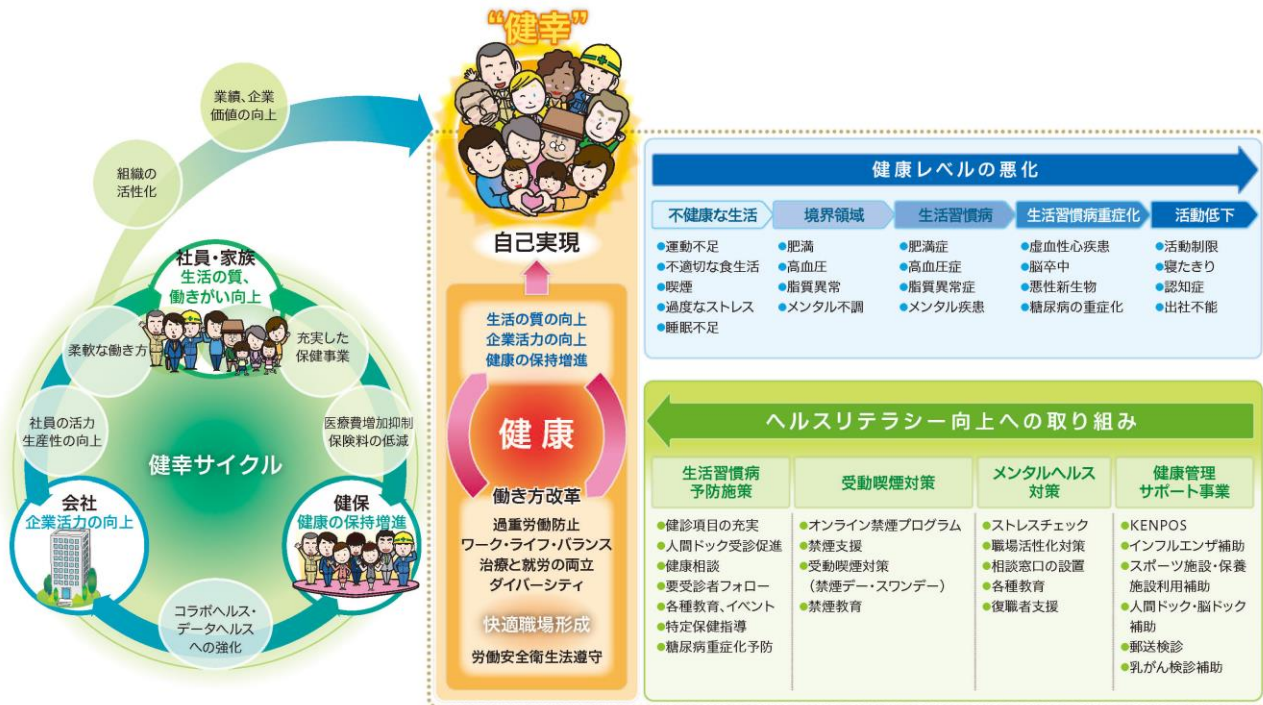 “健幸”
業績、企業
価値の向上
組織の
活性化
社員・家族
生活の質、
働きがい向上
柔軟な働き方
充実した
保健事業
社員の活力
生産性の向上
医療費増加抑制
保険料の低減
健幸サイクル
会社
企業活力の向上
健保
健康の保持増進
コラボヘルス・
データヘルス
への強化
自己実現
生活の質の向上
企業活力の向上
健康の保持増進
健康
働き方改革
過重労働防止
ワーク・ライフ・バランス
治療と就労の両立
ダイバーシティ
快適職場形成
労働安全衛生法遵守
健康レベルの悪化
不健康な生活
●運動不足
●不適切な食生活
●喫煙
●過度なストレス
●睡眠不足
境界領域
●肥満
●高血圧
●脂質異常
●メンタル不調
生活習慣病
●肥満症
●高血圧症
●脂質異常症
●メンタル疾患
生活習慣病重症化
●虚血性心疾患
●脳卒中
●悪性新生物
●糖尿病の重症化
活動低下
●活動制限
●寝たきり
●認知症
●出社不能
ヘルスリテラシー向上への取り組み
生活習慣病
予防施策
●健診項目の充実
●人間ドック受診促進
●健康相談
●要受診者フォロー
●各種教育、イベント
●特定保健指導
●糖尿病重症化予防
受動喫煙対策
●オンライン禁煙プログラム
●禁煙支援
●受動喫煙対策
（禁煙デー・スワンデー）
●禁煙教育
メンタルヘルス
対策
●ストレスチェック
●職場活性化対策
●相談窓口の設置
●各種教育
●復職者支援
健康管理
サポート事業
●KENPOS
●インフルエンザ補助
●スポーツ施設・保養
施設利用補助
●人間ドック・脳ドック
補助
●郵送検診
●乳がん検診補助